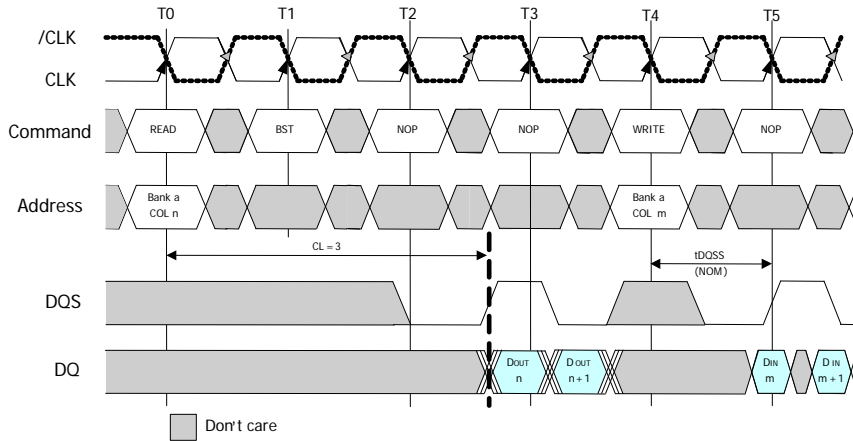 T0 T1 T2 T3 T4 T5
/CLK
CLK
Command READ BST NOP NOP WRITE NOP
Address Bank a COL n Bank a COL m
CL = 3
tDQSS
(NOM)
DQS
DQ DOUT n DOUT n+1 DIN m DIN m+1
Don't care